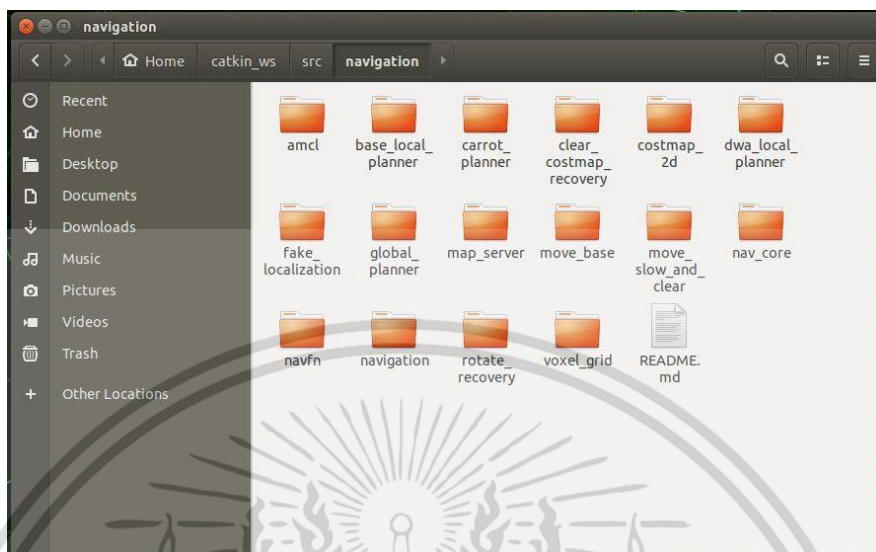 navigation
Home catkin_ws src navigation
Recent
Home
Desktop
Documents
Downloads
Music
Pictures
Videos
Trash
Other Locations
amcl
base_local_
planner
carrot_
planner
clear_
costmap_
recovery
costmap_
2d
dwa_local_
planner
fake_
localization
global_
planner
map_server
move_base
move_
slow_and_
clear
nav_core
navfn
navigation
rotate_
recovery
voxel_grid
README.
md